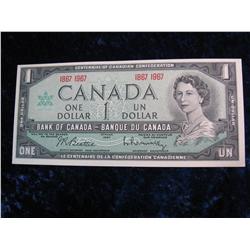 CENTENNIAL OF CANADIAN CONFEDERATION
1 1
1867 1967 1867 1967
CANADA
ONE DOLLAR 1 UN DOLLAR
BANK OF CANADA - BANQUE DU CANADA
ONE UN
LE CENTENAIRE DE LA CONFÉDÉRATION CANADIENNE